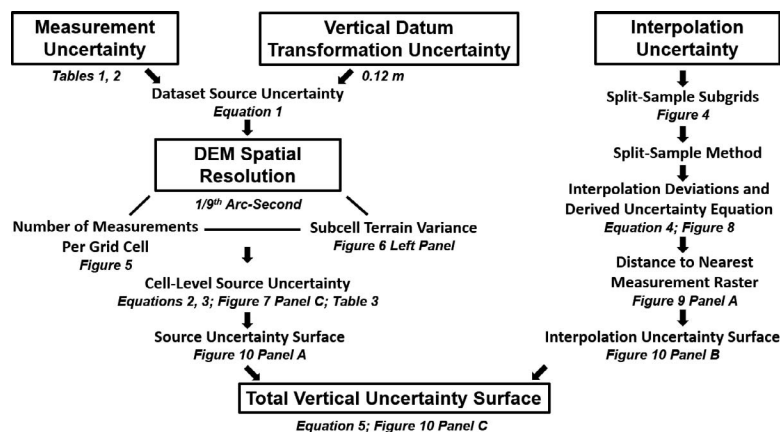 Measurement
Uncertainty
Tables 1, 2
Vertical Datum
Transformation Uncertainty
0.12 m
Dataset Source Uncertainty
Equation 1
DEM Spatial
Resolution
1/9th Arc-Second
Number of Measurements
Per Grid Cell
Figure 5
Subcell Terrain Variance
Figure 6 Left Panel
Cell-Level Source Uncertainty
Equations 2, 3; Figure 7 Panel C; Table 3
Source Uncertainty Surface
Figure 10 Panel A
Interpolation
Uncertainty
Split-Sample Subgrids
Figure 4
Split-Sample Method
Interpolation Deviations and
Derived Uncertainty Equation
Equation 4; Figure 8
Distance to Nearest
Measurement Raster
Figure 9 Panel A
Interpolation Uncertainty Surface
Figure 10 Panel B
Total Vertical Uncertainty Surface
Equation 5; Figure 10 Panel C